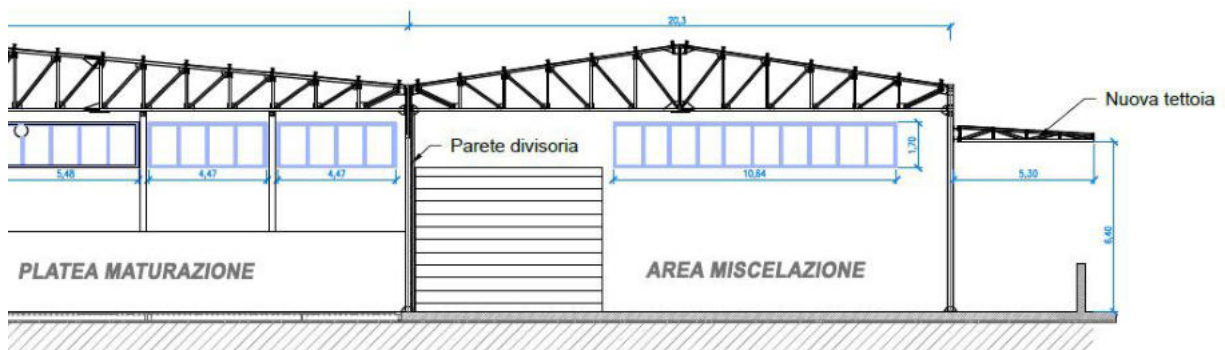 20,3
Nuova tettoia
Parete divisoria
1,70
5,48
4,47
4,47
10,64
5,30
6,40
PLATEA MATURAZIONE
AREA MISCELAZIONE